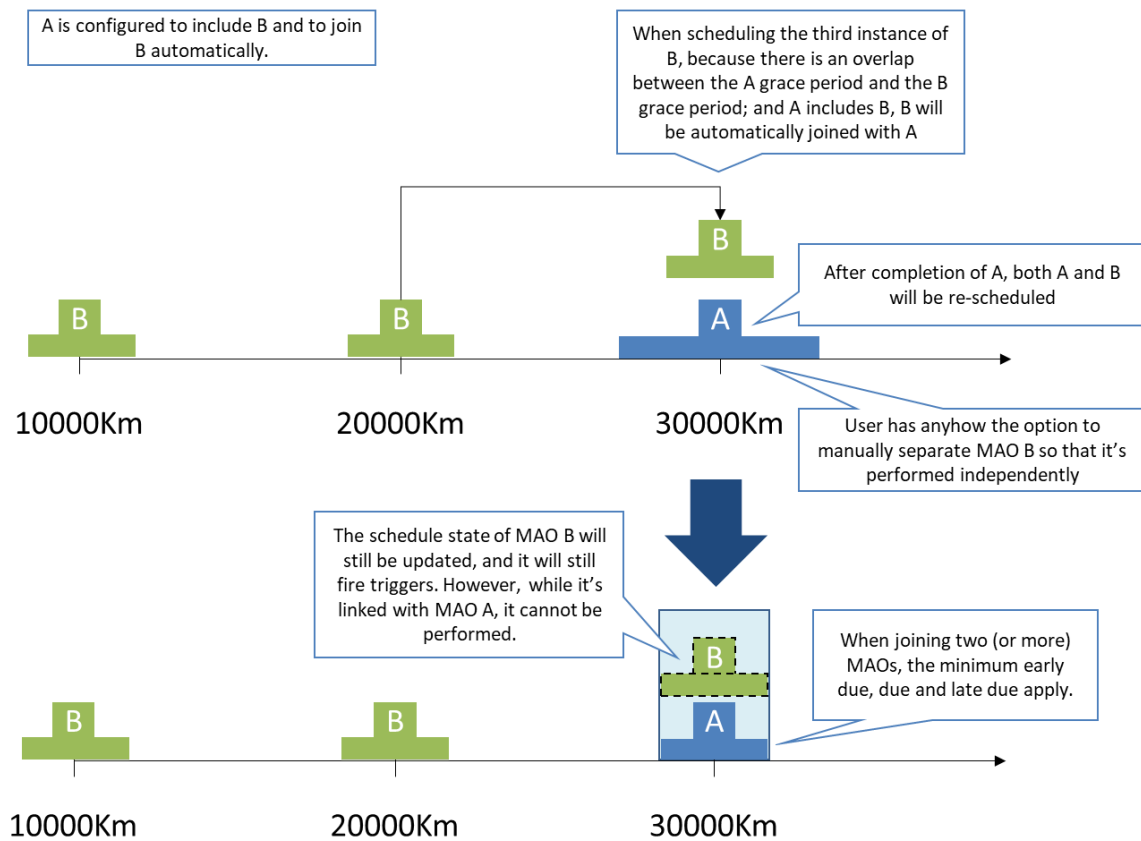 A is configured to include B and to join
B automatically.
When scheduling the third instance of
B, because there is an overlap
between the A grace period and the B
grace period; and A includes B, B will
be automatically joined with A
B
After completion of A, both A and B
will be re-scheduled
B
B
A
10000Km
20000Km
30000Km
User has anyhow the option to
manually separate MAO B so that it's
performed independently
The schedule state of MAO B will
still be updated, and it will still
fire triggers. However, while it's
linked with MAO A, it cannot be
performed.
When joining two (or more)
MAOs, the minimum early
due, due and late due apply.
B
B
B
A
10000Km
20000Km
30000Km